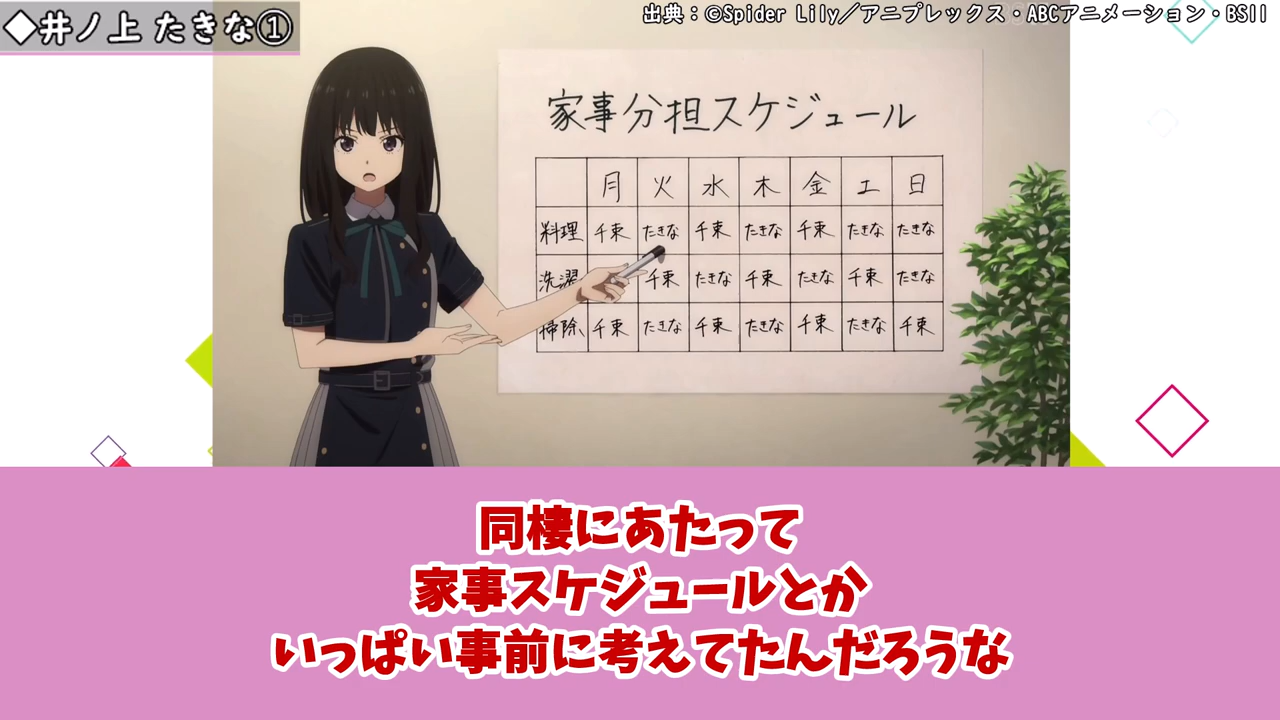 ◆井ノ上 たきな①
出典：©Spider Lily／アニプレックス・ABCアニメーション・BS11
家事分担スケジュール
月 火 水 木 金 土 日
料理 千束 たきな 千束 たきな 千束 たきな たきな
洗濯 千束 たきな 千束 たきな 千束 たきな
掃除 千束 たきな 千束 たきな 千束 たきな 千束
同棲にあたって
家事スケジュールとか
いっぱい事前に考えてたんだろうな